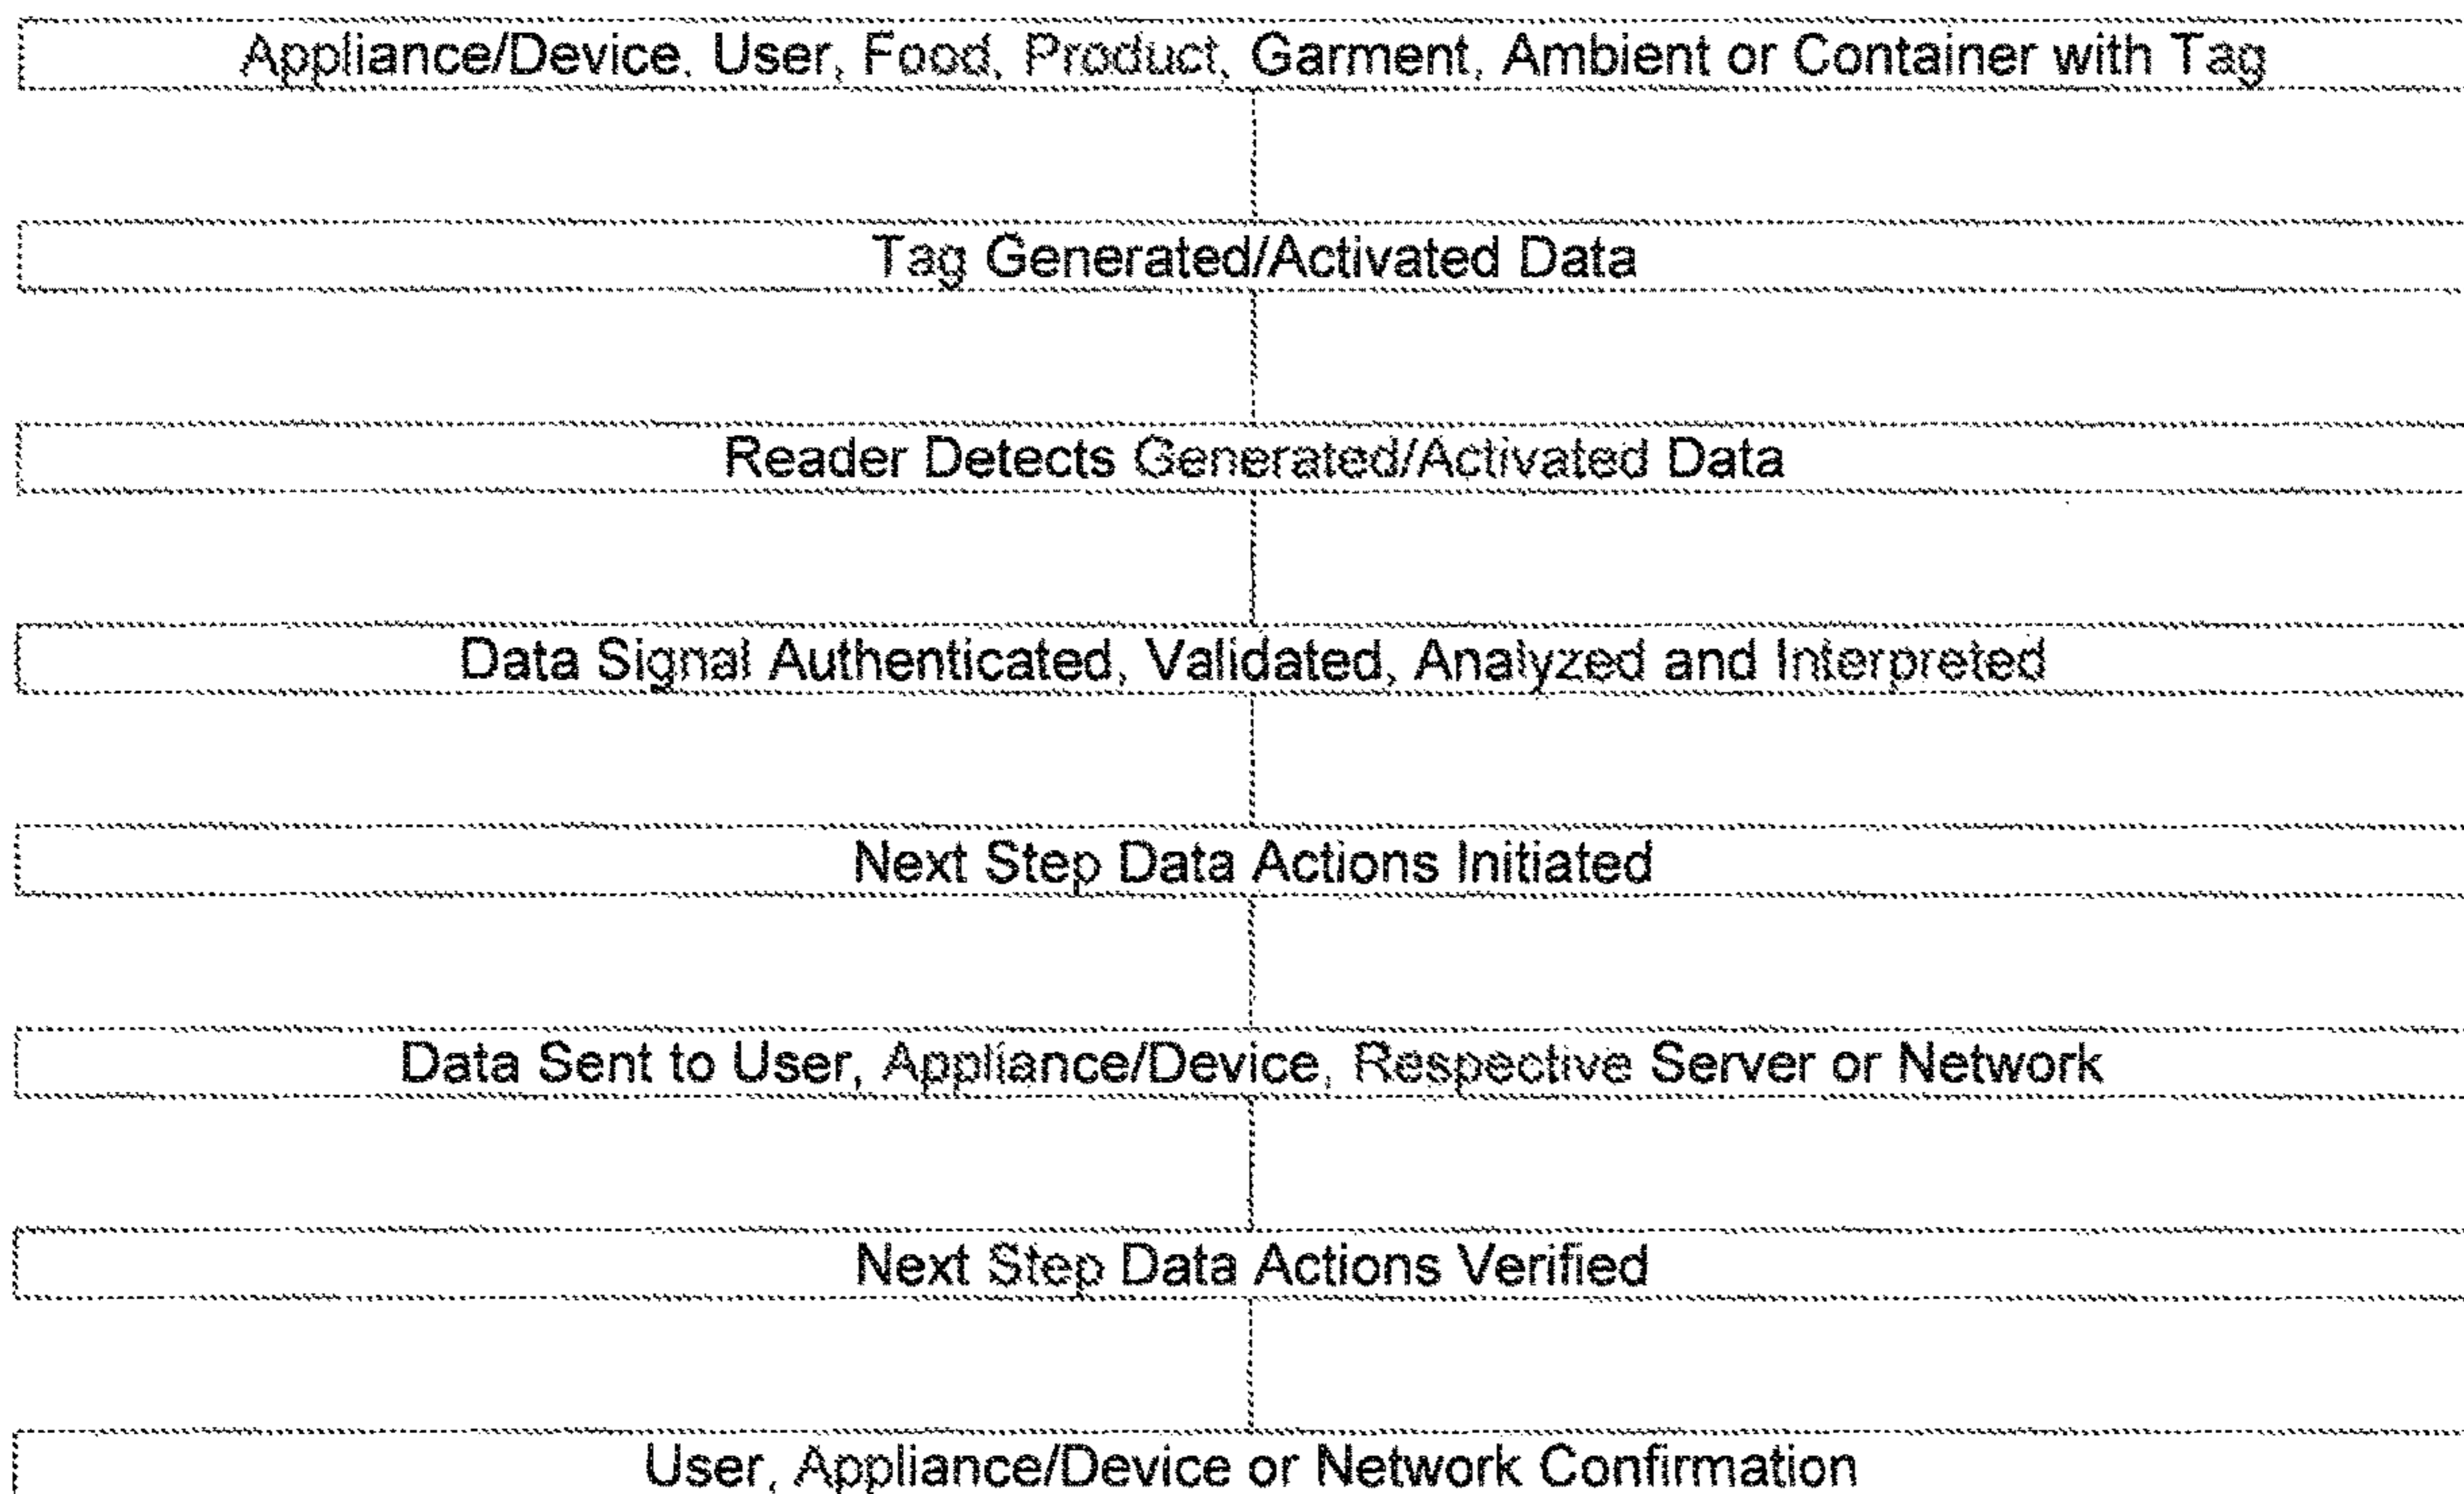 Appliance/Device, User, Food, Product, Garment, Ambient or Container with Tag
Tag Generated/Activated Data
Reader Detects Generated/Activated Data
Data Signal Authenticated, Validated, Analyzed and Interpreted
Next Step Data Actions Initiated
Data Sent to User, Appliance/Device, Respective Server or Network
Next Step Data Actions Verified
User, Appliance/Device or Network Confirmation